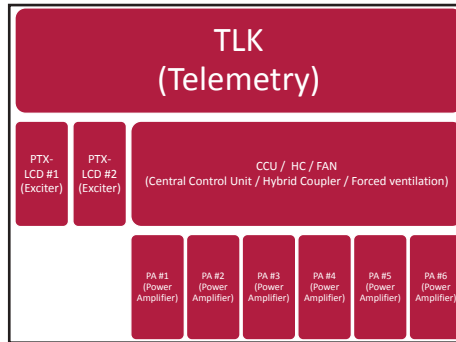 TLK
(Telemetry)
PTX-
LCD #1
(Exciter)
PTX-
LCD #2
(Exciter)
CCU / HC / FAN
(Central Control Unit / Hybrid Coupler / Forced ventilation)
PA #1
(Power
Amplifier)
PA #2
(Power
Amplifier)
PA #3
(Power
Amplifier)
PA #4
(Power
Amplifier)
PA #5
(Power
Amplifier)
PA #6
(Power
Amplifier)